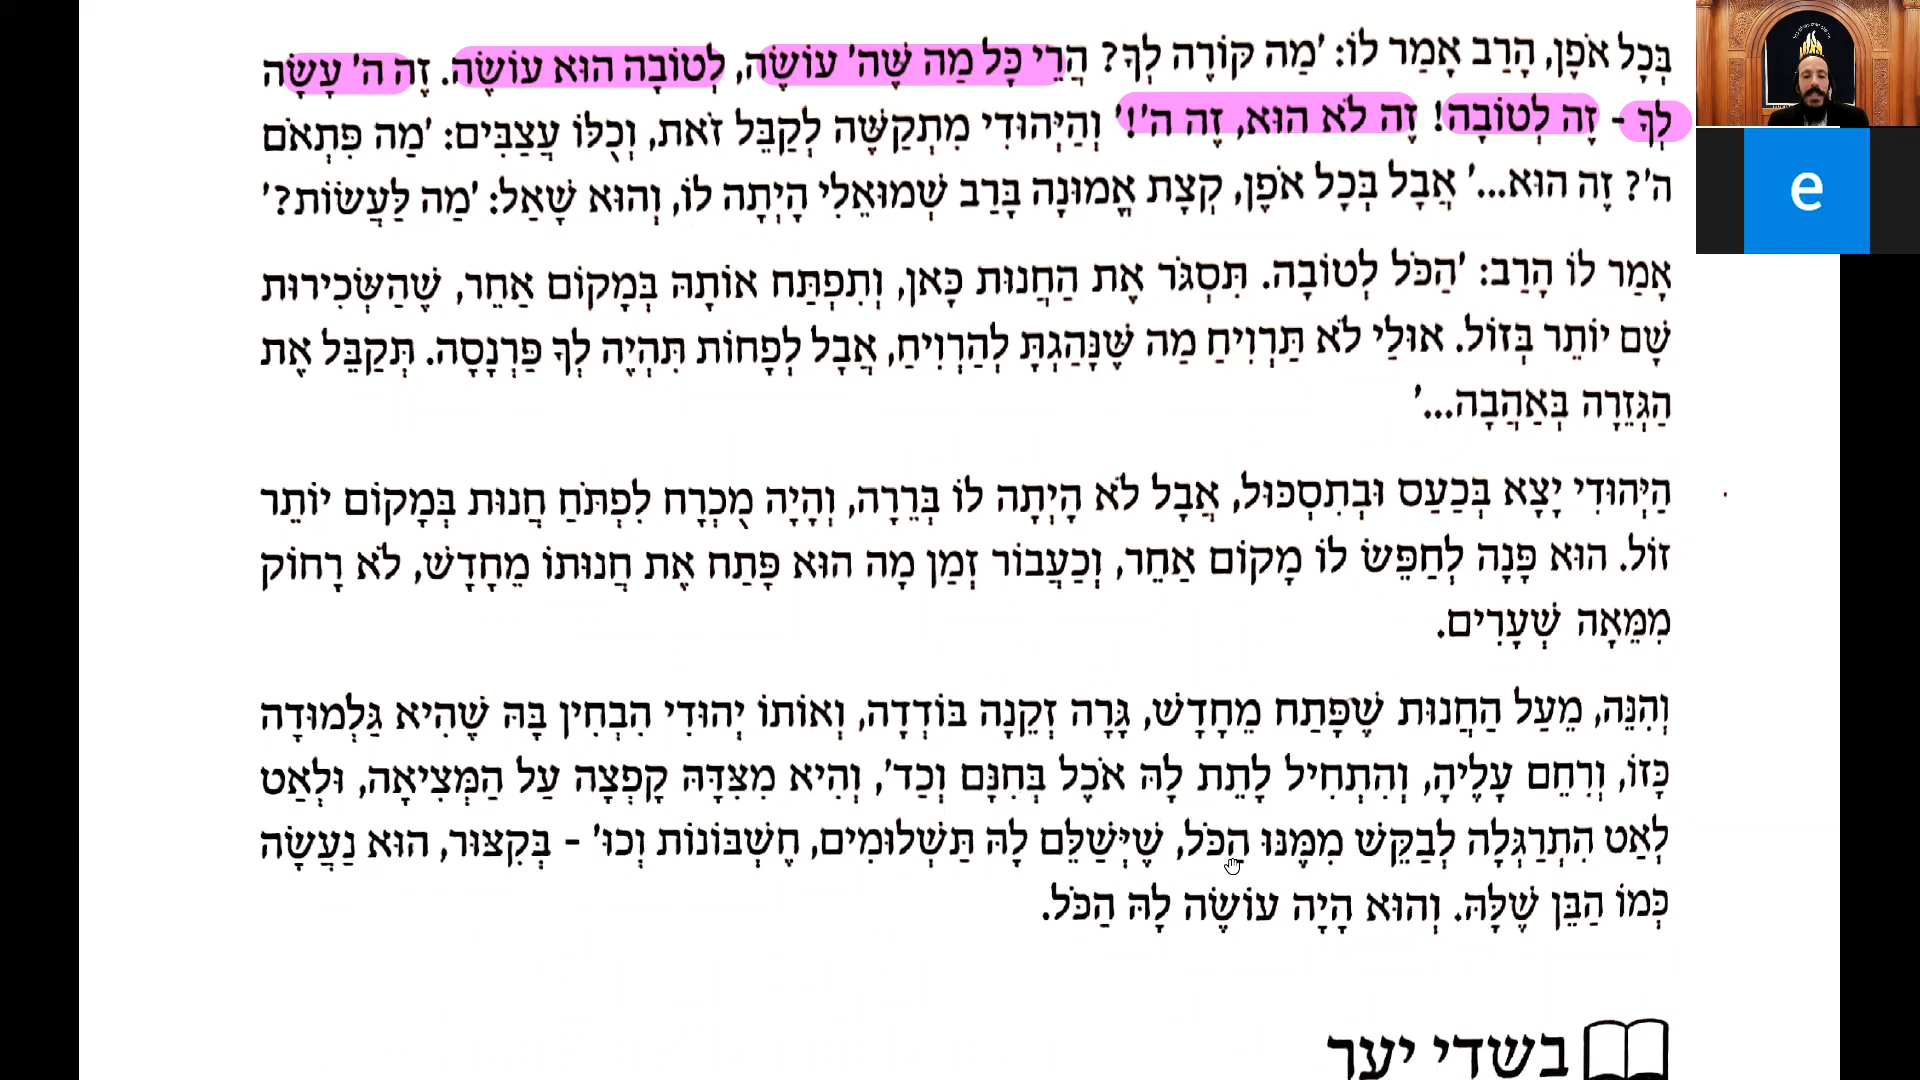 בְּכָל אֹפֶן, הָרַב אָמַר לוֹ: 'מַה קּוֹרֶה לְךָ? הֲרֵי כָּל מַה שֶּׁה' עוֹשֶׂה, לְטוֹבָה הוּא עוֹשֶׂה. זֶה ה' עָשָׂה
לְךָ - זֶה לְטוֹבָה! זֶה לֹא הוּא, זֶה ה'!' וְהַיְּהוּדִי מִתְקַשֶּׁה לְקַבֵּל זֹאת, וְכֻלּוֹ עֲצַבִּים: 'מַה פִּתְאֹם
ה'? זֶה הוּא...' אֲבָל בְּכָל אֹפֶן, קְצָת אֱמוּנָה בָּרַב שְׁמוּאֵלִי הָיְתָה לוֹ, וְהוּא שָׁאַל: 'מַה לַּעֲשׂוֹת?'
אָמַר לוֹ הָרַב: 'הַכֹּל לְטוֹבָה. תִּסְגֹּר אֶת הַחֲנוּת כָּאן, וְתִפְתַּח אוֹתָהּ בְּמָקוֹם אַחֵר, שֶׁהַשְּׂכִירוּת
שָׁם יוֹתֵר בְּזוֹל. אוּלַי לֹא תַּרְוִיחַ מַה שֶּׁנָּהַגְתָּ לְהַרְוִיחַ, אֲבָל לְפָחוֹת תִּהְיֶה לְךָ פַּרְנָסָה. תְּקַבֵּל אֶת
הַגְּזֵרָה בְּאַהֲבָה...'
הַיְּהוּדִי יָצָא בְּכַעַס וּבְתִסְכּוּל, אֲבָל לֹא הָיְתָה לוֹ בְּרֵרָה, וְהָיָה מֻכְרָח לִפְתֹּחַ חֲנוּת בְּמָקוֹם יוֹתֵר
זוֹל. הוּא פָּנָה לְחַפֵּשׂ לוֹ מָקוֹם אַחֵר, וְכַעֲבוֹר זְמַן מָה הוּא פָּתַח אֶת חֲנוּתוֹ מֵחָדָשׁ, לֹא רָחוֹק
מִמֵּאָה שְׁעָרִים.
וְהִנֵּה, מֵעַל הַחֲנוּת שֶׁפָּתַח מֵחָדָשׁ, גָּרָה זְקֵנָה בּוֹדְדָה, וְאוֹתוֹ יְהוּדִי הִבְחִין בָּהּ שֶׁהִיא גַּלְמוּדָה
כָּזוֹ, וְרִחֵם עָלֶיהָ, וְהִתְחִיל לָתֵת לָהּ אֹכֶל בְּחִנָּם וְכַד', וְהִיא מִצִּדָּהּ קָפְצָה עַל הַמְּצִיאָה, וּלְאַט
לְאַט הִתְרַגְּלָה לְבַקֵּשׁ מִמֶּנּוּ הַכֹּל, שֶׁיְּשַׁלֵּם לָהּ תַּשְׁלוּמִים, חֶשְׁבּוֹנוֹת וְכוּ' - בְּקִצּוּר, הוּא נַעֲשָׂה
כְּמוֹ הַבֵּן שֶׁלָּהּ. וְהוּא הָיָה עוֹשֶׂה לָהּ הַכֹּל.
בשדי יער
e